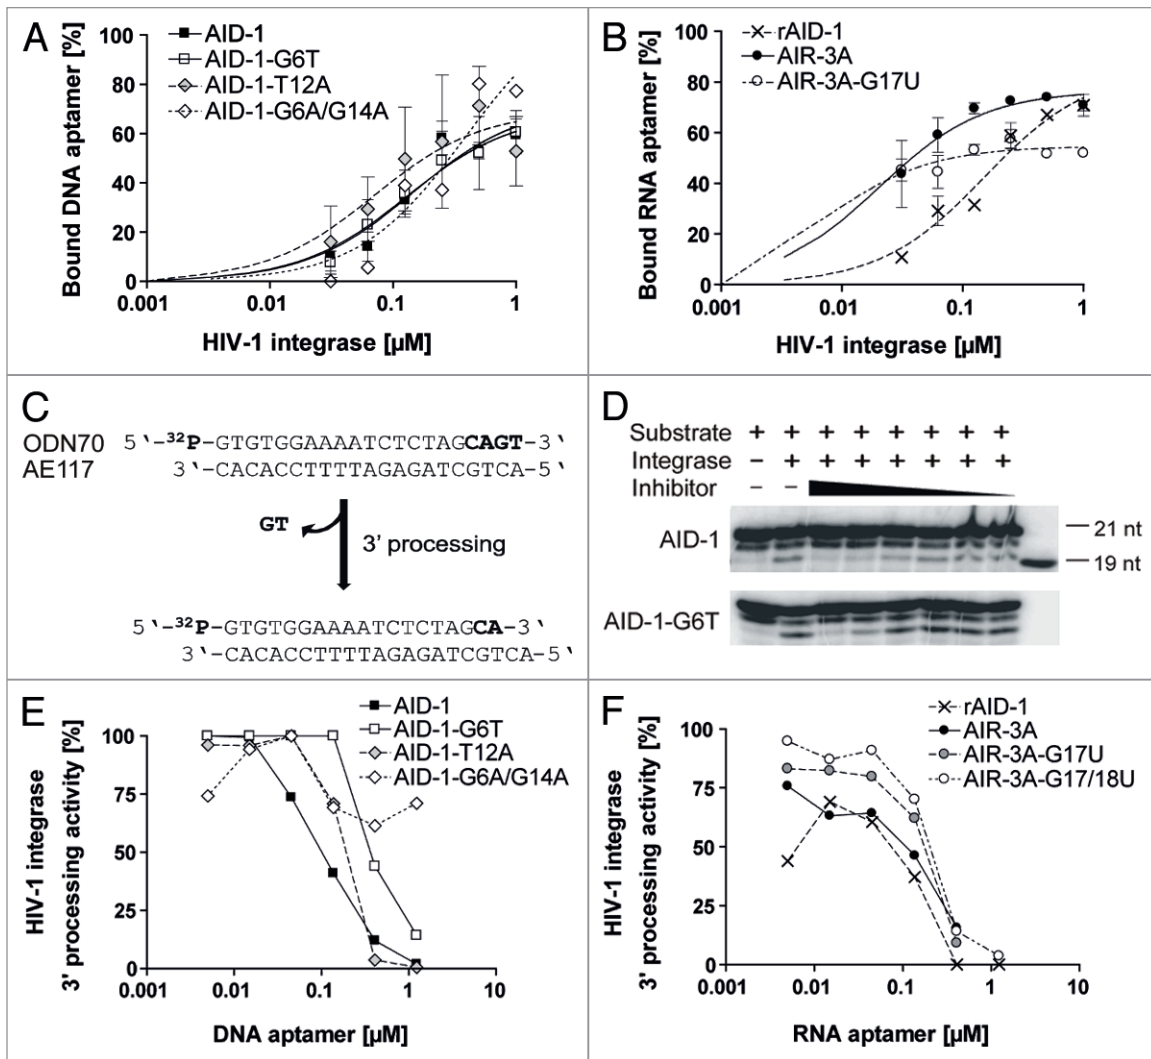 A
AID-1
AID-1-G6T
AID-1-T12A
AID-1-G6A/G14A
Bound DNA aptamer [%]
100
80
60
40
20
0
0.001
0.01
0.1
1
HIV-1 integrase [µM]
B
rAID-1
AIR-3A
AIR-3A-G17U
Bound RNA aptamer [%]
100
80
60
40
20
0
0.001
0.01
0.1
1
HIV-1 integrase [µM]
C
ODN70 5‵-³²P-GTGTGGAAAATCTCTAGCAGT-3‵
AE117 3‵-CACACCTTTTAGAGATCGTCA-5‵
GT
3' processing
5‵-³²P-GTGTGGAAAATCTCTAGCA-3‵
3‵-CACACCTTTTAGAGATCGTCA-5‵
D
Substrate + + + + + + + +
Integrase - + + + + + + +
Inhibitor - -
AID-1
21 nt
19 nt
AID-1-G6T
E
AID-1
AID-1-G6T
AID-1-T12A
AID-1-G6A/G14A
HIV-1 integrase
3' processing activity [%]
100
75
50
25
0
0.001
0.01
0.1
1
10
DNA aptamer [µM]
F
rAID-1
AIR-3A
AIR-3A-G17U
AIR-3A-G17/18U
HIV-1 integrase
3' processing activity [%]
100
75
50
25
0
0.001
0.01
0.1
1
10
RNA aptamer [µM]